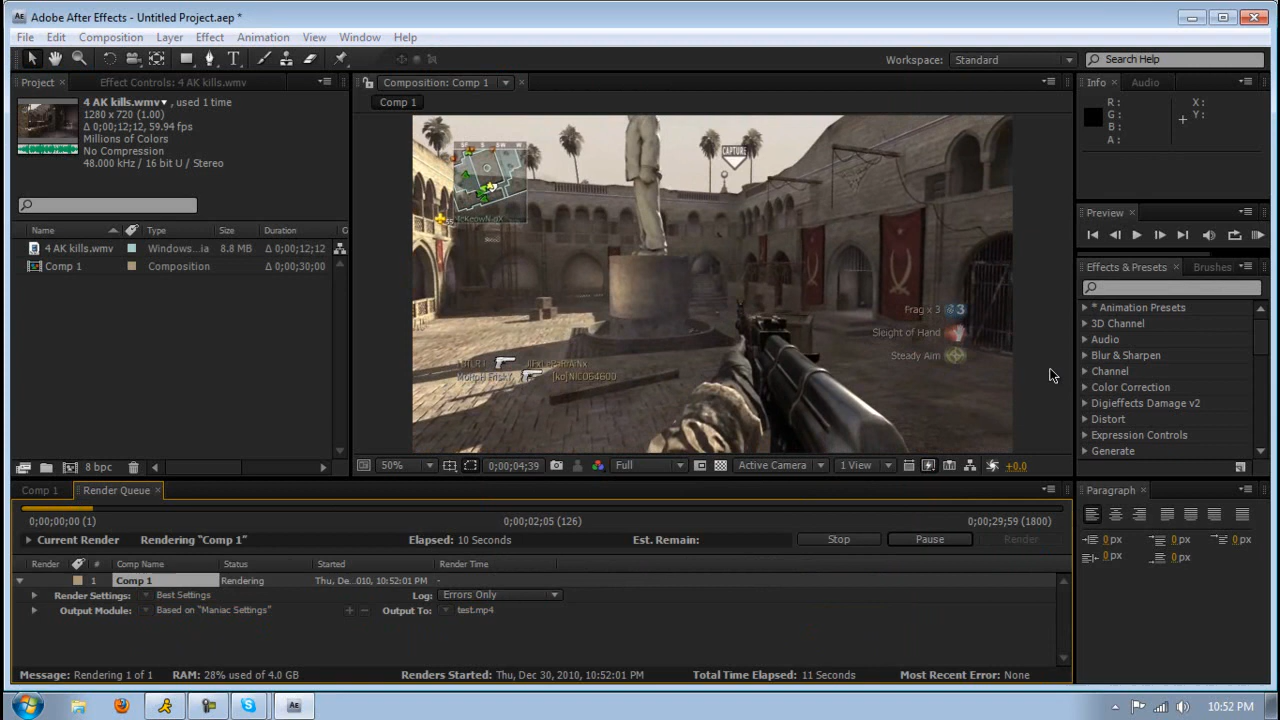 Adobe After Effects - Untitled Project.aep *
File Edit Composition Layer Effect Animation View Window Help
Workspace: Standard Search Help
Project Effect Controls: 4 AK kills.wmv
4 AK kills.wmv , used 1 time
1280 x 720 (1.00)
Δ 0;00;12;12, 59.94 fps
Millions of Colors
No Compression
48.000 kHz / 16 bit U / Stereo
Name Type Size Duration
4 AK kills.wmv Windows...ia 8.8 MB Δ 0;00;12;12
Comp 1 Composition Δ 0;00;30;00
8 bpc
Composition: Comp 1
Comp 1
CAPTURE
Frag x 3
Sleight of Hand
Steady Aim
50% 0;00;04;39 Full Active Camera 1 View +0.0
Info Audio
R: X:
G: Y:
B:
A:
Preview
Effects & Presets Brushes
* Animation Presets
3D Channel
Audio
Blur & Sharpen
Channel
Color Correction
Digieffects Damage v2
Distort
Expression Controls
Generate
Comp 1 Render Queue
0;00;00;00 (1) 0;00;02;05 (126) 0;00;29;59 (1800)
Current Render Rendering "Comp 1" Elapsed: 10 Seconds Est. Remain: Stop Pause Render
Render # Comp Name Status Started Render Time
1 Comp 1 Rendering Thu, De...010, 10:52:01 PM -
Render Settings: Best Settings Log: Errors Only
Output Module: Based on "Maniac Settings" Output To: test.mp4
Message: Rendering 1 of 1 RAM: 28% used of 4.0 GB Renders Started: Thu, Dec 30, 2010, 10:52:01 PM Total Time Elapsed: 11 Seconds Most Recent Error: None
Paragraph
0 px 0 px 0 px
0 px 0 px
10:52 PM